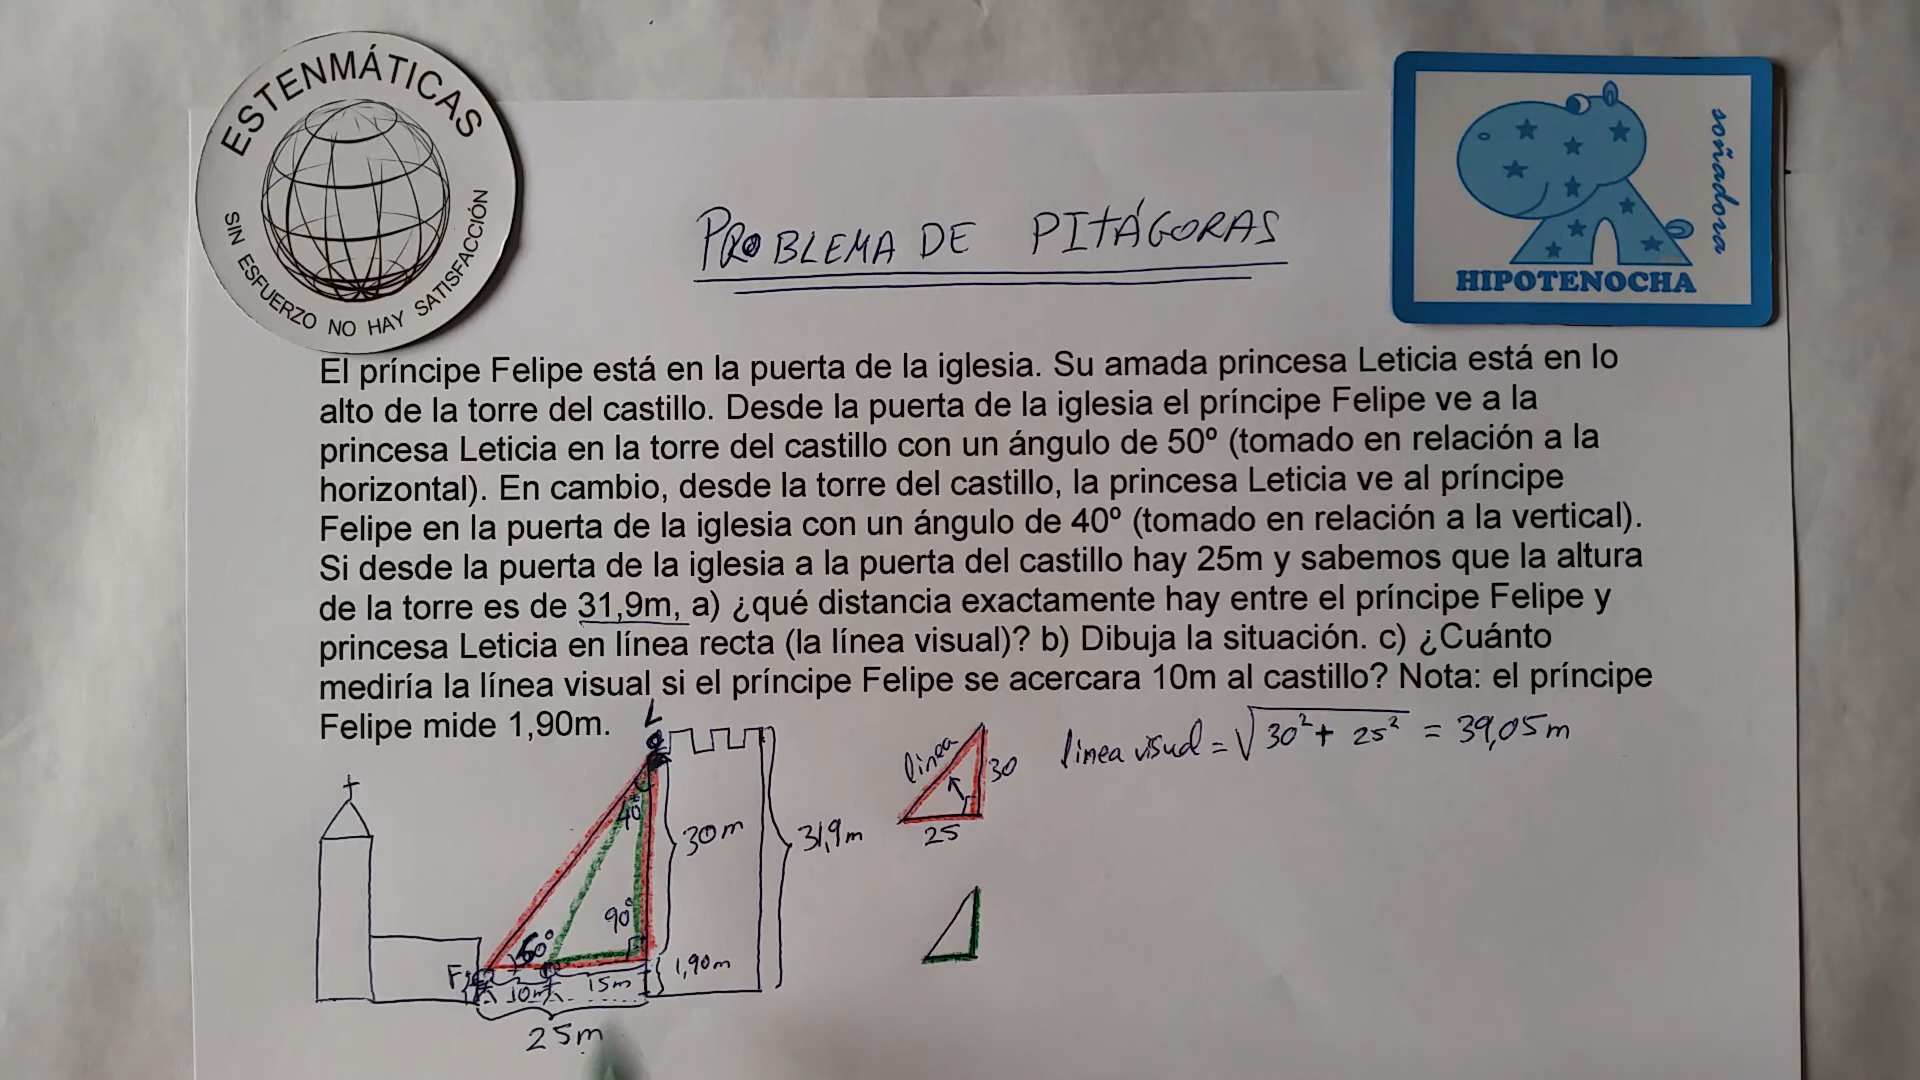 ESTENMÁTICAS
SIN ESFUERZO NO HAY SATISFACCIÓN
soñadora
HIPOTENOCHA
PROBLEMA DE PITÁGORAS
El príncipe Felipe está en la puerta de la iglesia. Su amada princesa Leticia está en lo
alto de la torre del castillo. Desde la puerta de la iglesia el príncipe Felipe ve a la
princesa Leticia en la torre del castillo con un ángulo de 50º (tomado en relación a la
horizontal). En cambio, desde la torre del castillo, la princesa Leticia ve al príncipe
Felipe en la puerta de la iglesia con un ángulo de 40º (tomado en relación a la vertical).
Si desde la puerta de la iglesia a la puerta del castillo hay 25m y sabemos que la altura
de la torre es de 31,9m, a) ¿qué distancia exactamente hay entre el príncipe Felipe y
princesa Leticia en línea recta (la línea visual)? b) Dibuja la situación. c) ¿Cuánto
mediría la línea visual si el príncipe Felipe se acercara 10m al castillo? Nota: el príncipe
Felipe mide 1,90m.
L
linea visual = √30² + 25² = 39,05 m
linea
30
25
40°
30 m
31,9 m
90°
50°
F
1,90 m
10m
15m
25m